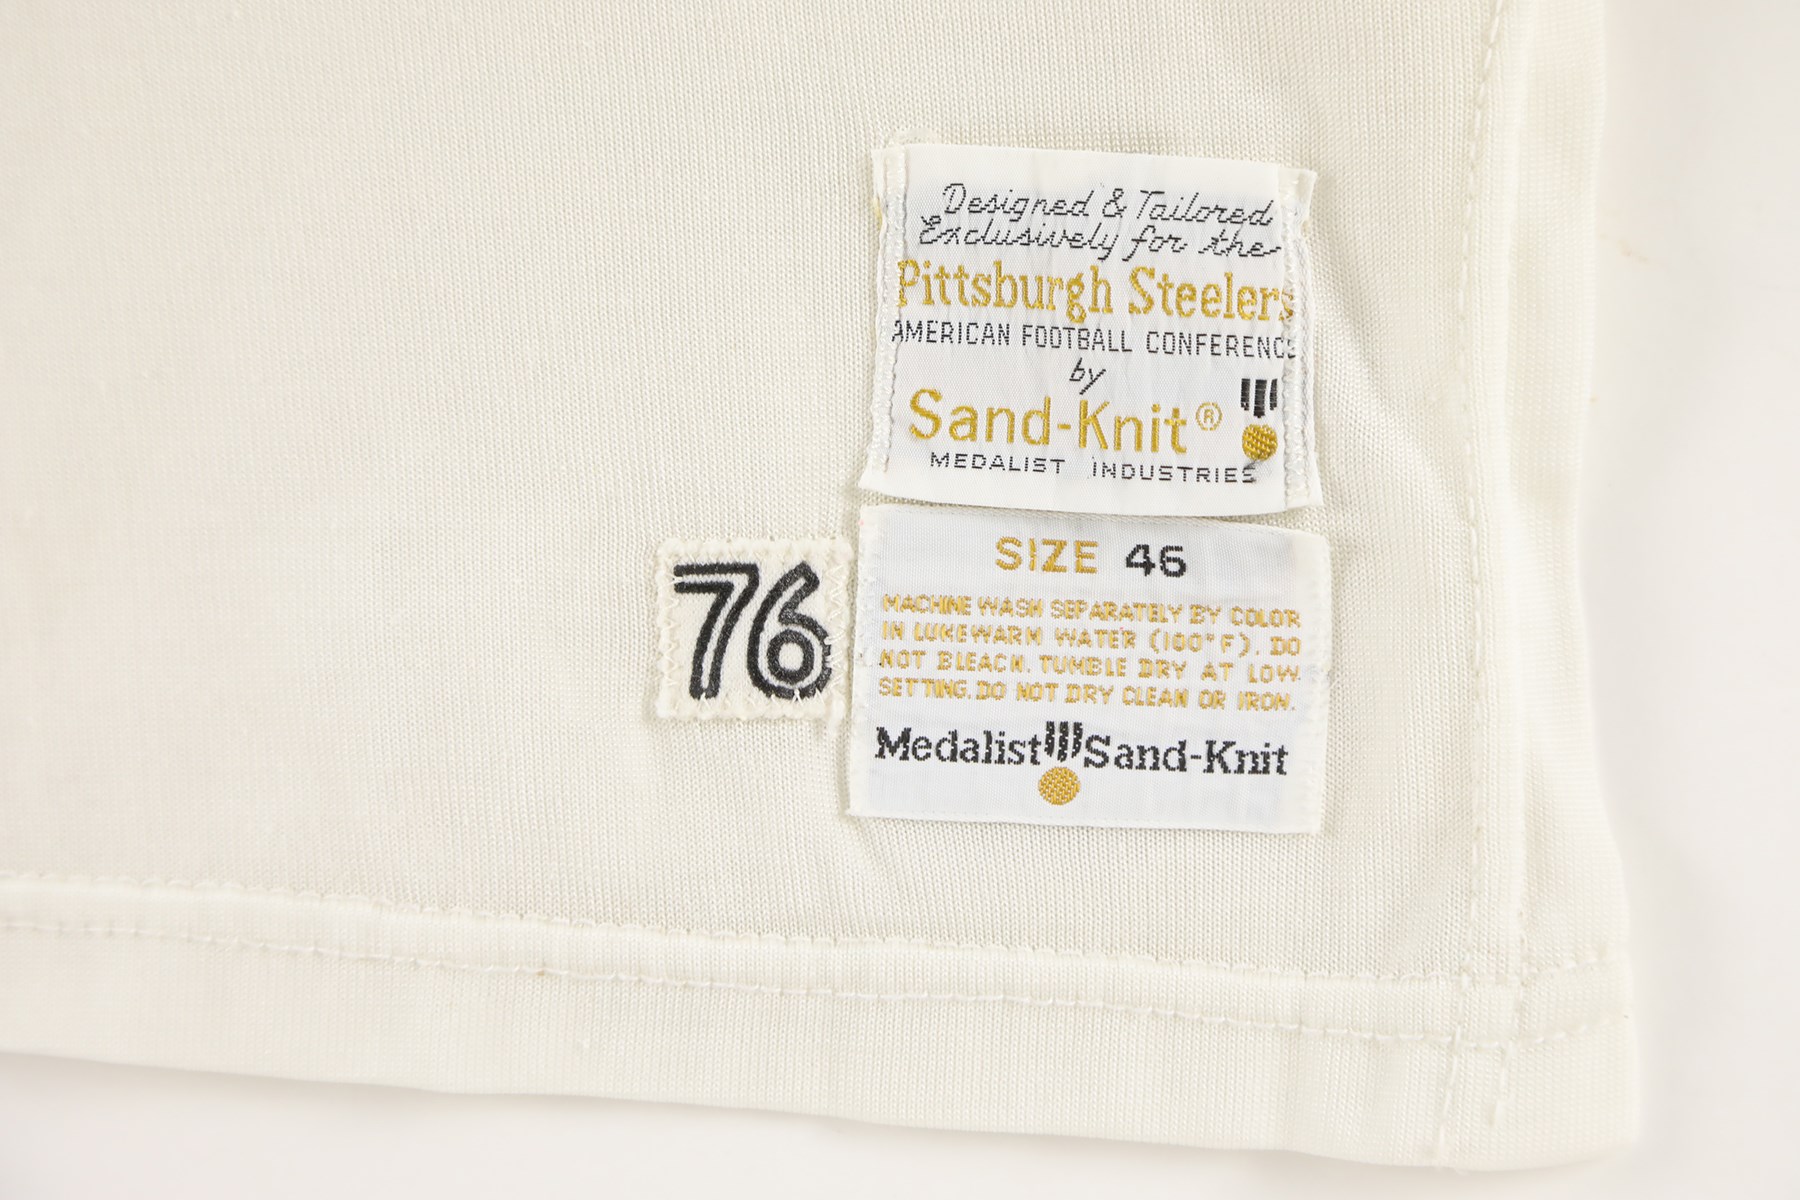 Designed & Tailored
Exclusively for the
Pittsburgh Steelers
AMERICAN FOOTBALL CONFERENCE
by
Sand-Knit®
MEDALIST INDUSTRIES
76
SIZE 46
MACHINE WASH SEPARATELY BY COLOR
IN LUKEWARM WATER (100°F). DO
NOT BLEACH. TUMBLE DRY AT LOW
SETTING. DO NOT DRY CLEAN OR IRON.
Medalist Sand-Knit